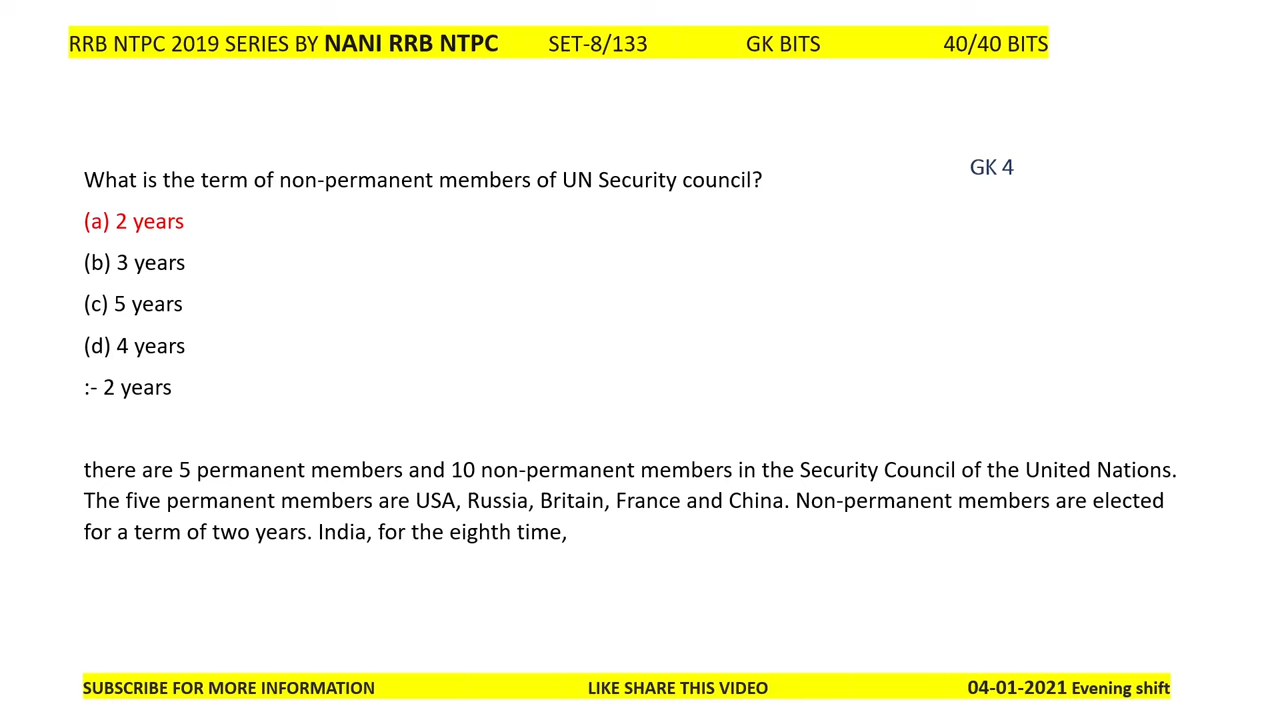 RRB NTPC 2019 SERIES BY NANI RRB NTPC SET-8/133 GK BITS 40/40 BITS
GK 4
What is the term of non-permanent members of UN Security council?
(a) 2 years
(b) 3 years
(c) 5 years
(d) 4 years
:- 2 years
there are 5 permanent members and 10 non-permanent members in the Security Council of the United Nations.
The five permanent members are USA, Russia, Britain, France and China. Non-permanent members are elected
for a term of two years. India, for the eighth time,
SUBSCRIBE FOR MORE INFORMATION LIKE SHARE THIS VIDEO 04-01-2021 Evening shift